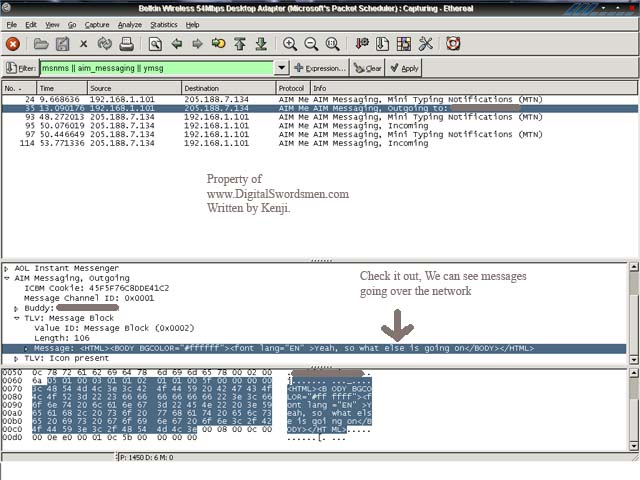 Belkin Wireless 54Mbps Desktop Adapter (Microsoft's Packet Scheduler) : Capturing - Ethereal
File Edit View Go Capture Analyze Statistics Help
Filter: msnms || aim_messaging || ymsg Expression... Clear Apply
No. - Time Source Destination Protocol Info
24 9.668636 192.168.1.101 205.188.7.134 AIM Me AIM Messaging, Mini Typing Notifications (MTN)
35 13.090176 192.168.1.101 205.188.7.134 AIM Me AIM Messaging, Outgoing to:
93 48.272013 205.188.7.134 192.168.1.101 AIM Me AIM Messaging, Mini Typing Notifications (MTN)
95 50.076019 205.188.7.134 192.168.1.101 AIM Me AIM Messaging, Incoming
97 50.446649 205.188.7.134 192.168.1.101 AIM Me AIM Messaging, Mini Typing Notifications (MTN)
114 53.771336 205.188.7.134 192.168.1.101 AIM Me AIM Messaging, Incoming
Property of
www.DigitalSwordsmen.com
Written by Kenji.
AOL Instant Messenger
AIM Messaging, Outgoing
ICBM Cookie: 45F5F76C8DDE41C2
Message Channel ID: 0x0001
Buddy:
TLV: Message Block
Value ID: Message Block (0x0002)
Length: 106
Message: <HTML><BODY BGCOLOR="#ffffff"><font lang="EN" >Yeah, so what else is going on</BODY></HTML>
TLV: Icon present
Check it out, We can see messages
going over the network
0050 0c 78 72 61 62 69 64 78 6d 69 6d 65 78 00 02 00
0060 6a 05 01 00 03 01 01 02 01 01 00 5f 00 00 00 00 j.......
0070 3c 48 54 4d 4c 3e 3c 42 4f 44 59 20 42 47 43 4f <HTML><B ODY BGCO
0080 4c 4f 52 3d 22 23 66 66 66 66 66 66 22 3e 3c 66 LOR="#ff ffff"><f
0090 6f 6e 74 20 6c 61 6e 67 3d 22 45 4e 22 20 3e 59 ont lang ="EN" >Y
00a0 65 61 68 2c 20 73 6f 20 77 68 61 74 20 65 6c 73 eah, so what els
00b0 65 20 69 73 20 67 6f 69 6e 67 20 6f 6e 3c 2f 42 e is going on</B
00c0 4f 44 59 3e 3c 2f 48 54 4d 4c 3e 00 08 00 0c 00 ODY></HT ML>.....
00d0 00 0e e0 00 01 0c 5b 00 00 00 00 ......[. ...
P: 1450 D: 6 M: 0